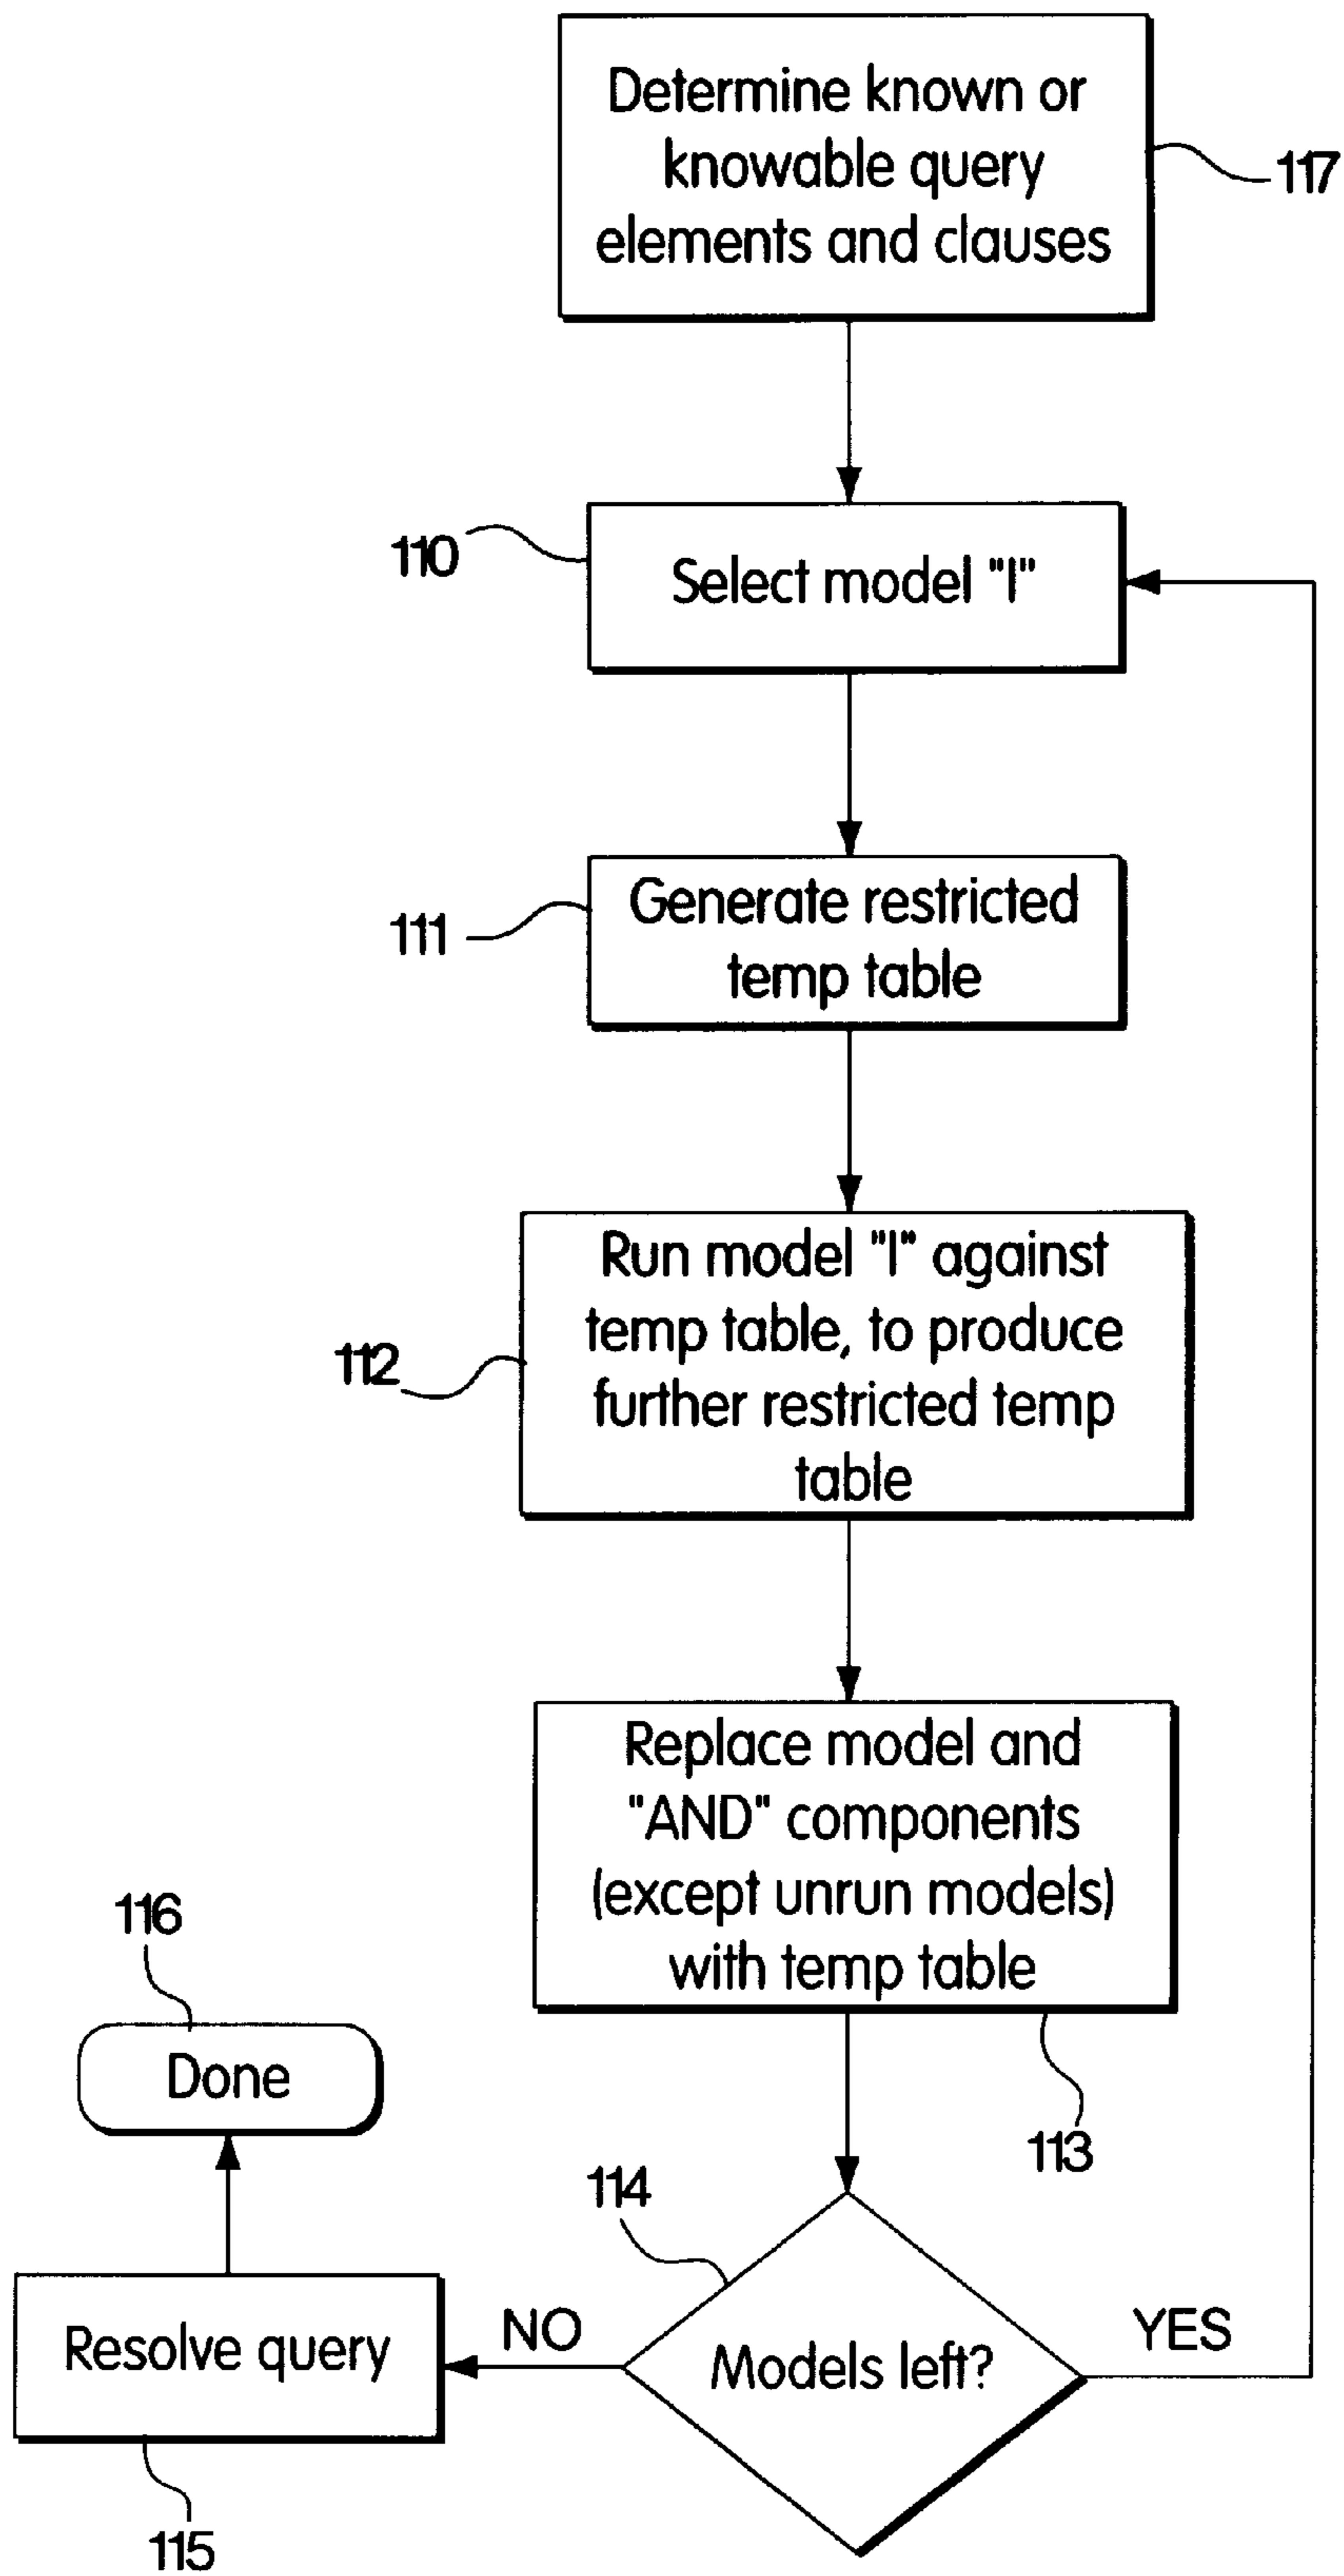 Determine known or
knowable query
elements and clauses
117
110
Select model "I"
111
Generate restricted
temp table
112
Run model "I" against
temp table, to produce
further restricted temp
table
Replace model and
"AND" components
(except unrun models)
with temp table
113
116
Done
114
Models left?
YES
NO
Resolve query
115